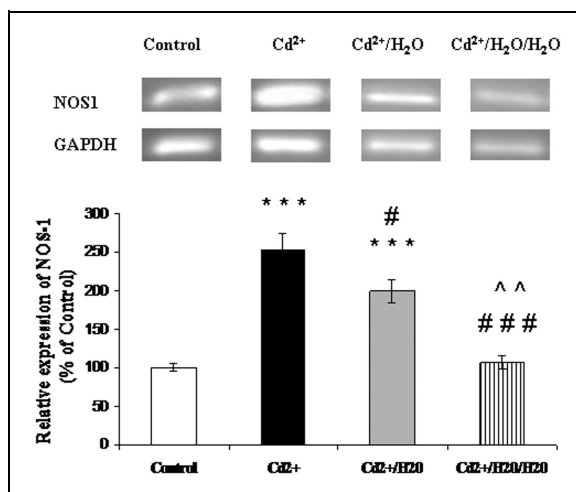 Control Cd²⁺ Cd²⁺/H₂O Cd²⁺/H₂O/H₂O
NOS1
GAPDH
Relative expression of NOS-1
(% of Control)
300
250
200
150
100
50
0
* * *
#
* * *
^ ^
# # #
Control Cd2+ Cd2+/H20 Cd2+/H20/H20